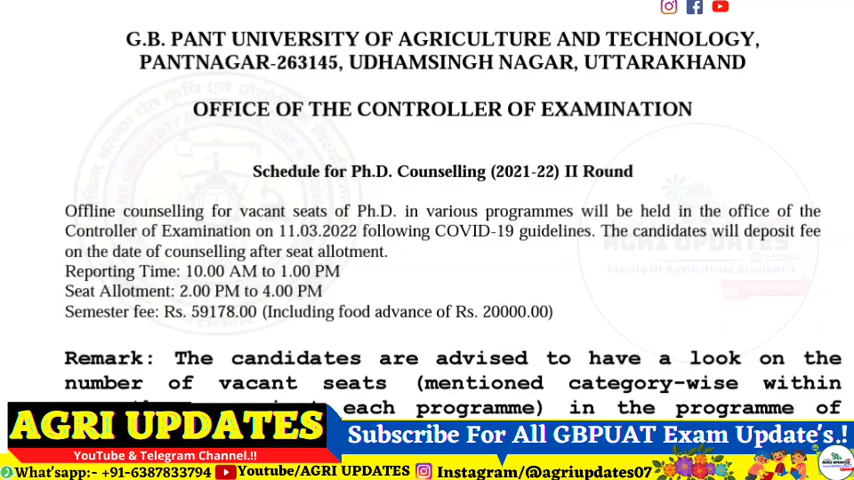 G.B. PANT UNIVERSITY OF AGRICULTURE AND TECHNOLOGY,
PANTNAGAR-263145, UDHAMSINGH NAGAR, UTTARAKHAND
OFFICE OF THE CONTROLLER OF EXAMINATION
Schedule for Ph.D. Counselling (2021-22) II Round
Offline counselling for vacant seats of Ph.D. in various programmes will be held in the office of the
Controller of Examination on 11.03.2022 following COVID-19 guidelines. The candidates will deposit fee
on the date of counselling after seat allotment.
AGRI UPDATES
Family Of Agriculture Student's
Reporting Time: 10.00 AM to 1.00 PM
Seat Allotment: 2.00 PM to 4.00 PM
Semester fee: Rs. 59178.00 (Including food advance of Rs. 20000.00)
Remark: The candidates are advised to have a look on the
number of vacant seats (mentioned category-wise within
each programme) in the programme of
AGRI UPDATES
YouTube & Telegram Channel.!!
Subscribe For All GBPUAT Exam Update's.!
What'sapp:- +91-6387833794
Youtube/AGRI UPDATES
Instagram/@agriupdates07